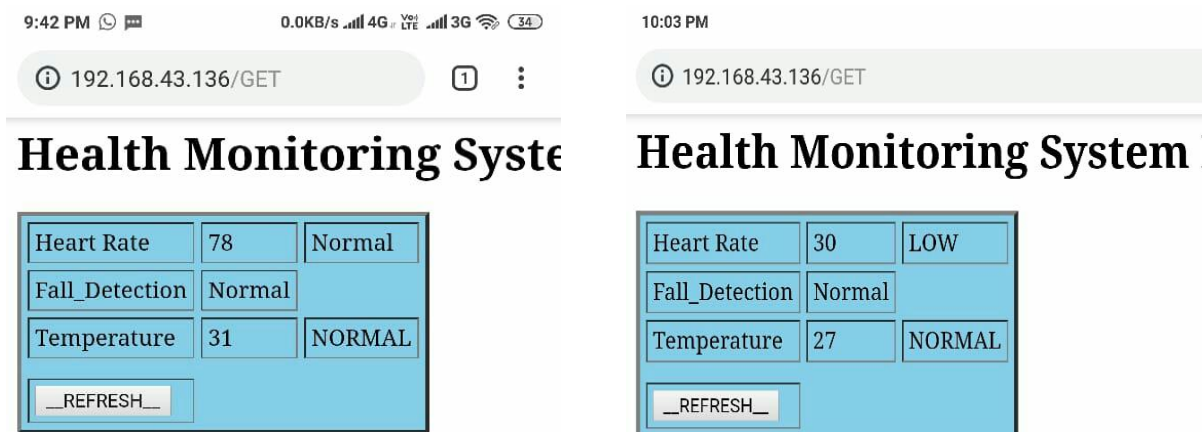 9:42 PM 0.0KB/s 4G Vo) LTE 3G 34
192.168.43.136/GET 1
Health Monitoring Syste
Heart Rate 78 Normal
Fall_Detection Normal
Temperature 31 NORMAL
__REFRESH__
10:03 PM
192.168.43.136/GET
Health Monitoring System
Heart Rate 30 LOW
Fall_Detection Normal
Temperature 27 NORMAL
__REFRESH__